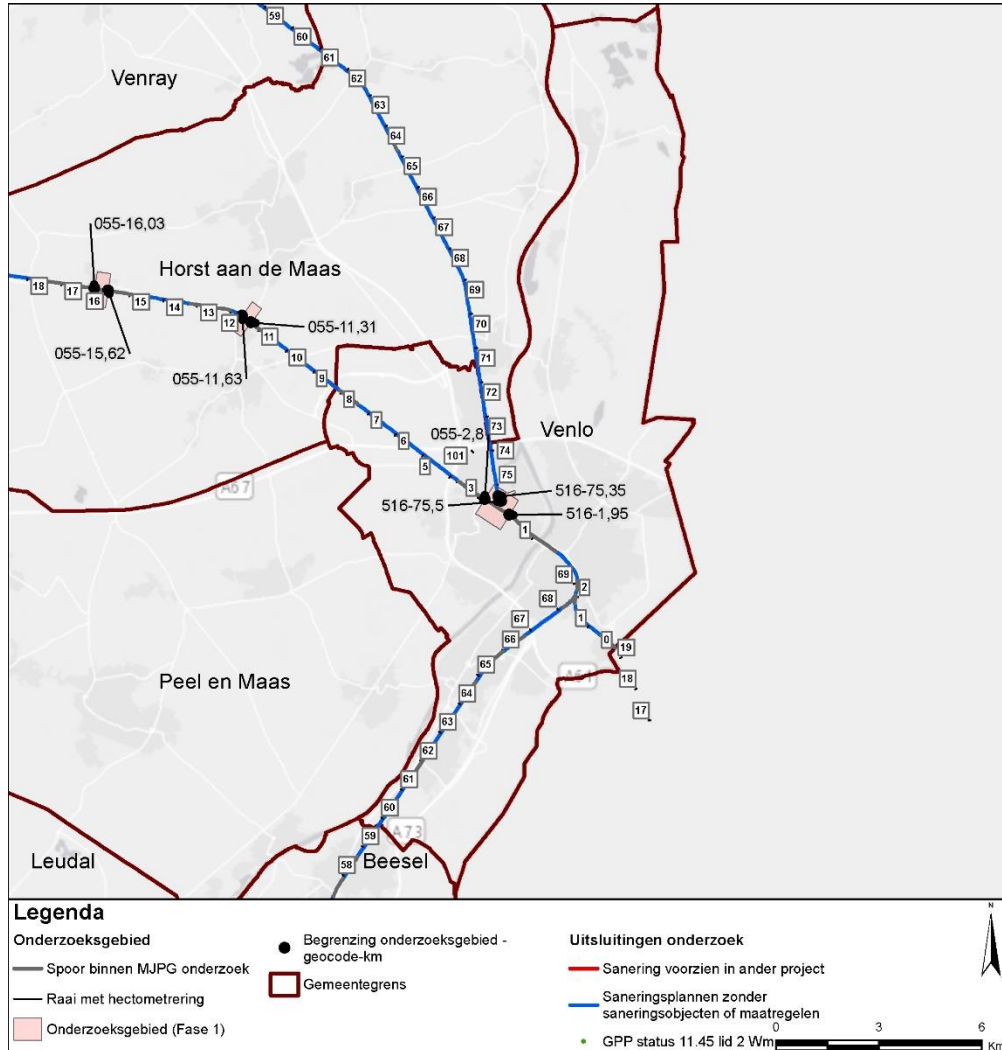 59
60
61
62
Venray
63
64
65
66
67
055-16,03
68
Horst aan de Maas
18
17
16
15
14
13
12
69
70
055-11,31
11
055-15,62
055-11,63
10
9
71
72
8
7
73
055-2,8
Venlo
6
101
74
5
75
A67
3
516-75,35
516-75,5
516-1,95
1
69
2
68
67
1
66
0
19
65
A61
18
Peel en Maas
64
17
63
62
61
60
59
A73
58
Leudal
Beesel
Legenda
N
Onderzoeksgebied
Spoor binnen MJPG onderzoek
Raai met hectometrering
Onderzoeksgebied (Fase 1)
Begrenzing onderzoeksgebied -
geocode-km
Gemeentegrens
Uitsluitingen onderzoek
Sanering voorzien in ander project
Saneringsplannen zonder
saneringsobjecten of maatregelen
GPP status 11.45 lid 2 Wm
0 3 6
Km